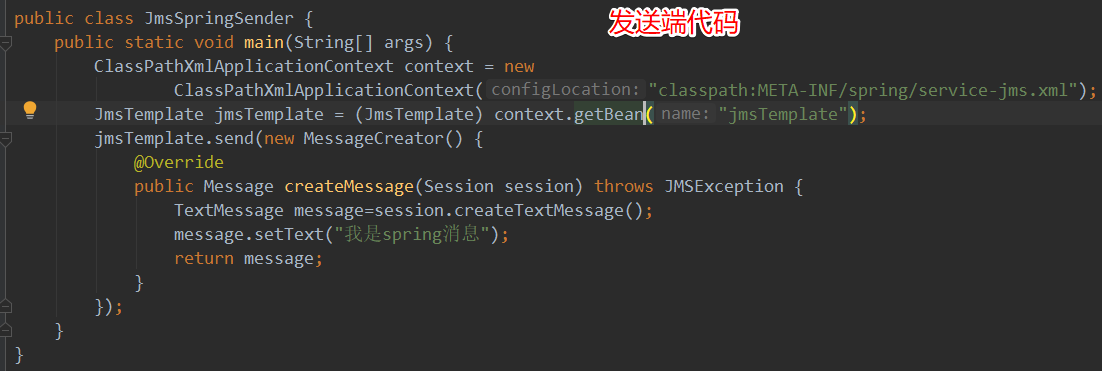 public class JmsSpringSender {
发送端代码
public static void main(String[] args) {
ClassPathXmlApplicationContext context = new
ClassPathXmlApplicationContext( configLocation: "classpath:META-INF/spring/service-jms.xml");
JmsTemplate jmsTemplate = (JmsTemplate) context.getBean( name: "jmsTemplate");
jmsTemplate.send(new MessageCreator() {
@Override
public Message createMessage(Session session) throws JMSException {
TextMessage message=session.createTextMessage();
message.setText("我是spring消息");
return message;
}
});
}
}